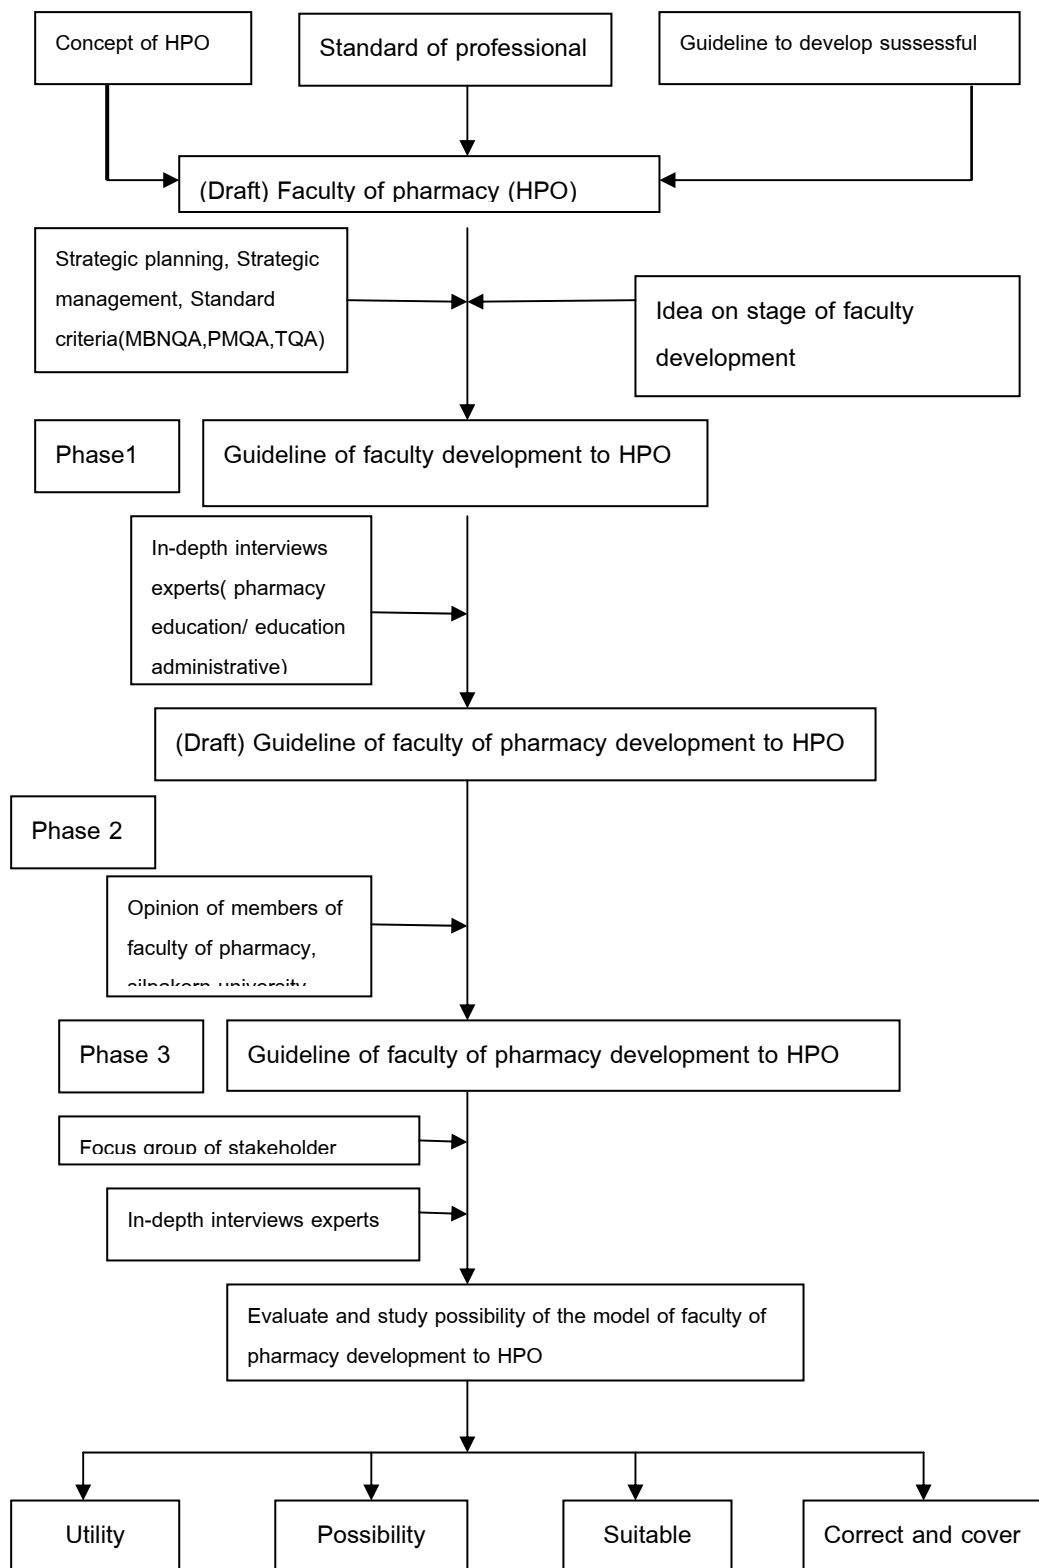 Concept of HPO
Standard of professional
Guideline to develop sussessful
(Draft) Faculty of pharmacy (HPO)
Strategic planning, Strategic
management, Standard
criteria(MBNQA,PMQA,TQA)
Idea on stage of faculty
development
Phase1
Guideline of faculty development to HPO
In-depth interviews
experts( pharmacy
education/ education
administrative)
(Draft) Guideline of faculty of pharmacy development to HPO
Phase 2
Opinion of members of
faculty of pharmacy,
silpakorn university
Phase 3
Guideline of faculty of pharmacy development to HPO
Focus group of stakeholder
In-depth interviews experts
Evaluate and study possibility of the model of faculty of
pharmacy development to HPO
Utility
Possibility
Suitable
Correct and cover